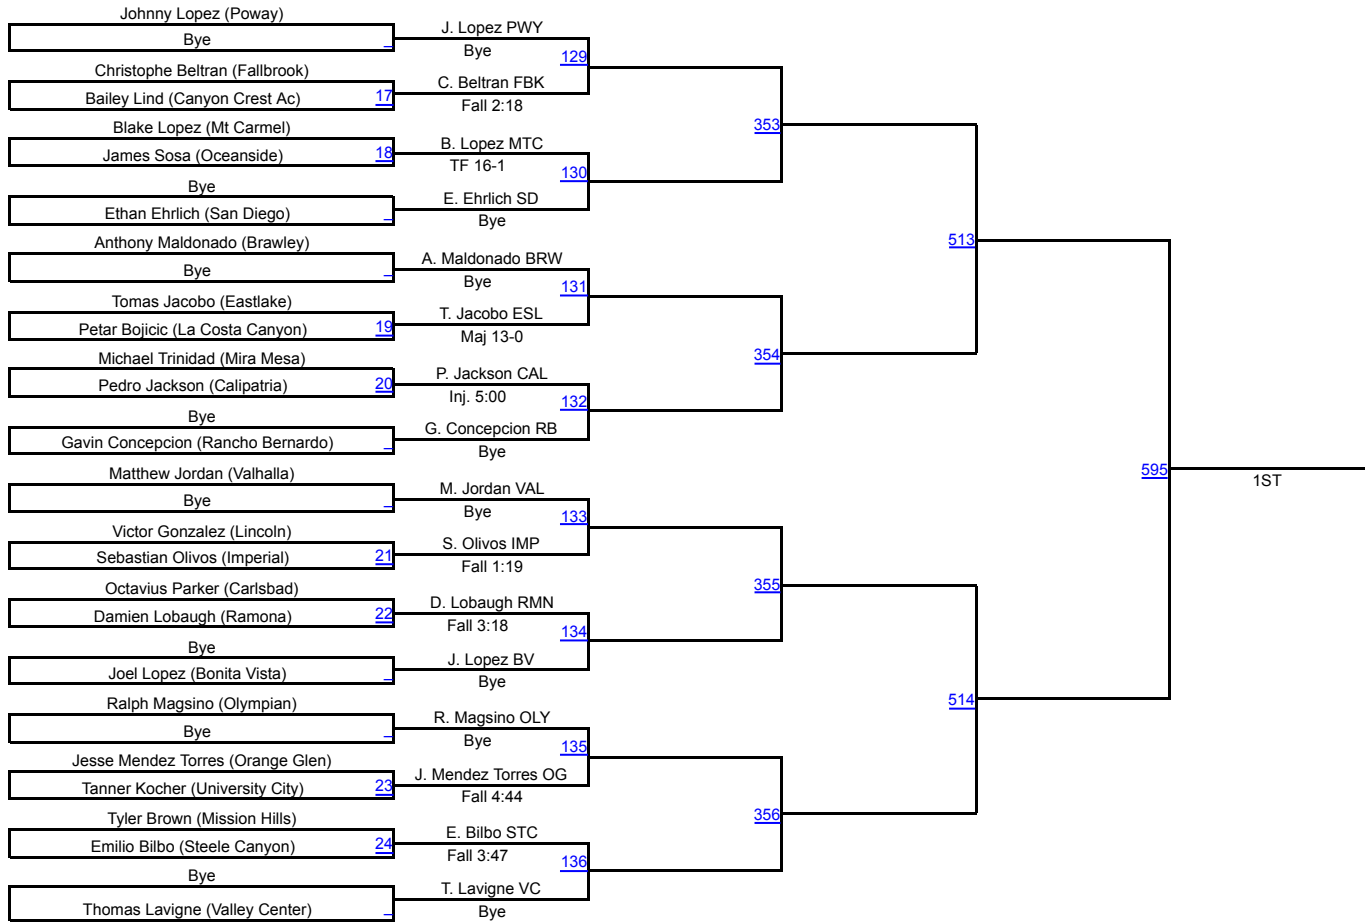 Johnny Lopez (Poway)
Bye
_
Christophe Beltran (Fallbrook)
Bailey Lind (Canyon Crest Ac)
17
Blake Lopez (Mt Carmel)
James Sosa (Oceanside)
18
Bye
Ethan Ehrlich (San Diego)
_
Anthony Maldonado (Brawley)
Bye
_
Tomas Jacobo (Eastlake)
Petar Bojicic (La Costa Canyon)
19
Michael Trinidad (Mira Mesa)
Pedro Jackson (Calipatria)
20
Bye
Gavin Concepcion (Rancho Bernardo)
_
Matthew Jordan (Valhalla)
Bye
_
Victor Gonzalez (Lincoln)
Sebastian Olivos (Imperial)
21
Octavius Parker (Carlsbad)
Damien Lobaugh (Ramona)
22
Bye
Joel Lopez (Bonita Vista)
_
Ralph Magsino (Olympian)
Bye
_
Jesse Mendez Torres (Orange Glen)
Tanner Kocher (University City)
23
Tyler Brown (Mission Hills)
Emilio Bilbo (Steele Canyon)
24
Bye
Thomas Lavigne (Valley Center)
_
J. Lopez PWY
Bye
129
C. Beltran FBK
Fall 2:18
B. Lopez MTC
TF 16-1
130
E. Ehrlich SD
Bye
A. Maldonado BRW
Bye
131
T. Jacobo ESL
Maj 13-0
P. Jackson CAL
Inj. 5:00
132
G. Concepcion RB
Bye
M. Jordan VAL
Bye
133
S. Olivos IMP
Fall 1:19
D. Lobaugh RMN
Fall 3:18
134
J. Lopez BV
Bye
R. Magsino OLY
Bye
135
J. Mendez Torres OG
Fall 4:44
E. Bilbo STC
Fall 3:47
136
T. Lavigne VC
Bye
353
354
355
356
513
514
595
1ST